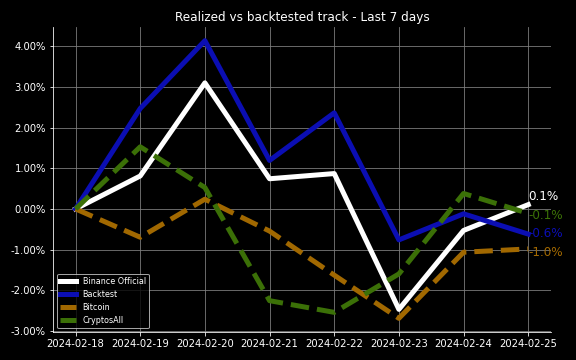 Realized vs backtested track - Last 7 days
4.00%
3.00%
2.00%
1.00%
0.00%
-1.00%
-2.00%
-3.00%
0.1%
-0.1%
-0.6%
-1.0%
Binance Official
Backtest
Bitcoin
CryptosAll
2024-02-18 2024-02-19 2024-02-20 2024-02-21 2024-02-22 2024-02-23 2024-02-24 2024-02-25